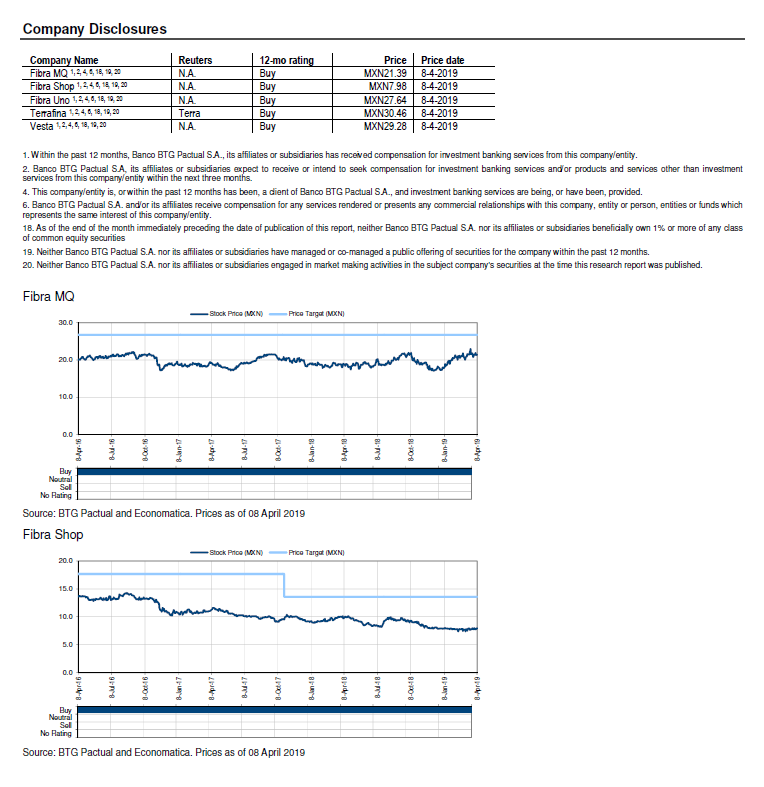 Company Disclosures
Company Name Reuters 12-mo rating Price Price date
Fibra MQ 1, 2, 4, 6, 18, 19, 20 N.A. Buy MXN21.39 8-4-2019
Fibra Shop 1, 2, 4, 6, 18, 19, 20 N.A. Buy MXN7.98 8-4-2019
Fibra Uno 1, 2, 4, 6, 18, 19, 20 N.A. Buy MXN27.64 8-4-2019
Terrafina 1, 2, 4, 6, 18, 19, 20 Terra Buy MXN30.46 8-4-2019
Vesta 1, 2, 4, 6, 18, 19, 20 N.A. Buy MXN29.28 8-4-2019
1. Within the past 12 months, Banco BTG Pactual S.A., its affiliates or subsidiaries has received compensation for investment banking services from this company/entity.
2. Banco BTG Pactual S.A, its affiliates or subsidiaries expect to receive or intend to seek compensation for investment banking services and/or products and services other than investment
services from this company/entity within the next three months.
4. This company/entity is, or within the past 12 months has been, a client of Banco BTG Pactual S.A., and investment banking services are being, or have been, provided.
6. Banco BTG Pactual S.A. and/or its affiliates receive compensation for any services rendered or presents any commercial relationships with this company, entity or person, entities or funds which
represents the same interest of this company/entity.
18. As of the end of the month immediately preceding the date of publication of this report, neither Banco BTG Pactual S.A. nor its affiliates or subsidiaries beneficially own 1% or more of any class
of common equity securities
19. Neither Banco BTG Pactual S.A. nor its affiliates or subsidiaries have managed or co-managed a public offering of securities for the company within the past 12 months.
20. Neither Banco BTG Pactual S.A. nor its affiliates or subsidiaries engaged in market making activities in the subject company's securities at the time this research report was published.
Fibra MQ
Stock Price (MXN) Price Target (MXN)
30.0
20.0
10.0
0.0
8-Apr-16 8-Jul-16 8-Oct-16 8-Jan-17 8-Apr-17 8-Jul-17 8-Oct-17 8-Jan-18 8-Apr-18 8-Jul-18 8-Oct-18 8-Jan-19 8-Apr-19
Buy
Neutral
Sell
No Rating
Source: BTG Pactual and Economatica. Prices as of 08 April 2019
Fibra Shop
Stock Price (MXN) Price Target (MXN)
20.0
15.0
10.0
5.0
0.0
8-Apr-16 8-Jul-16 8-Oct-16 8-Jan-17 8-Apr-17 8-Jul-17 8-Oct-17 8-Jan-18 8-Apr-18 8-Jul-18 8-Oct-18 8-Jan-19 8-Apr-19
Buy
Neutral
Sell
No Rating
Source: BTG Pactual and Economatica. Prices as of 08 April 2019